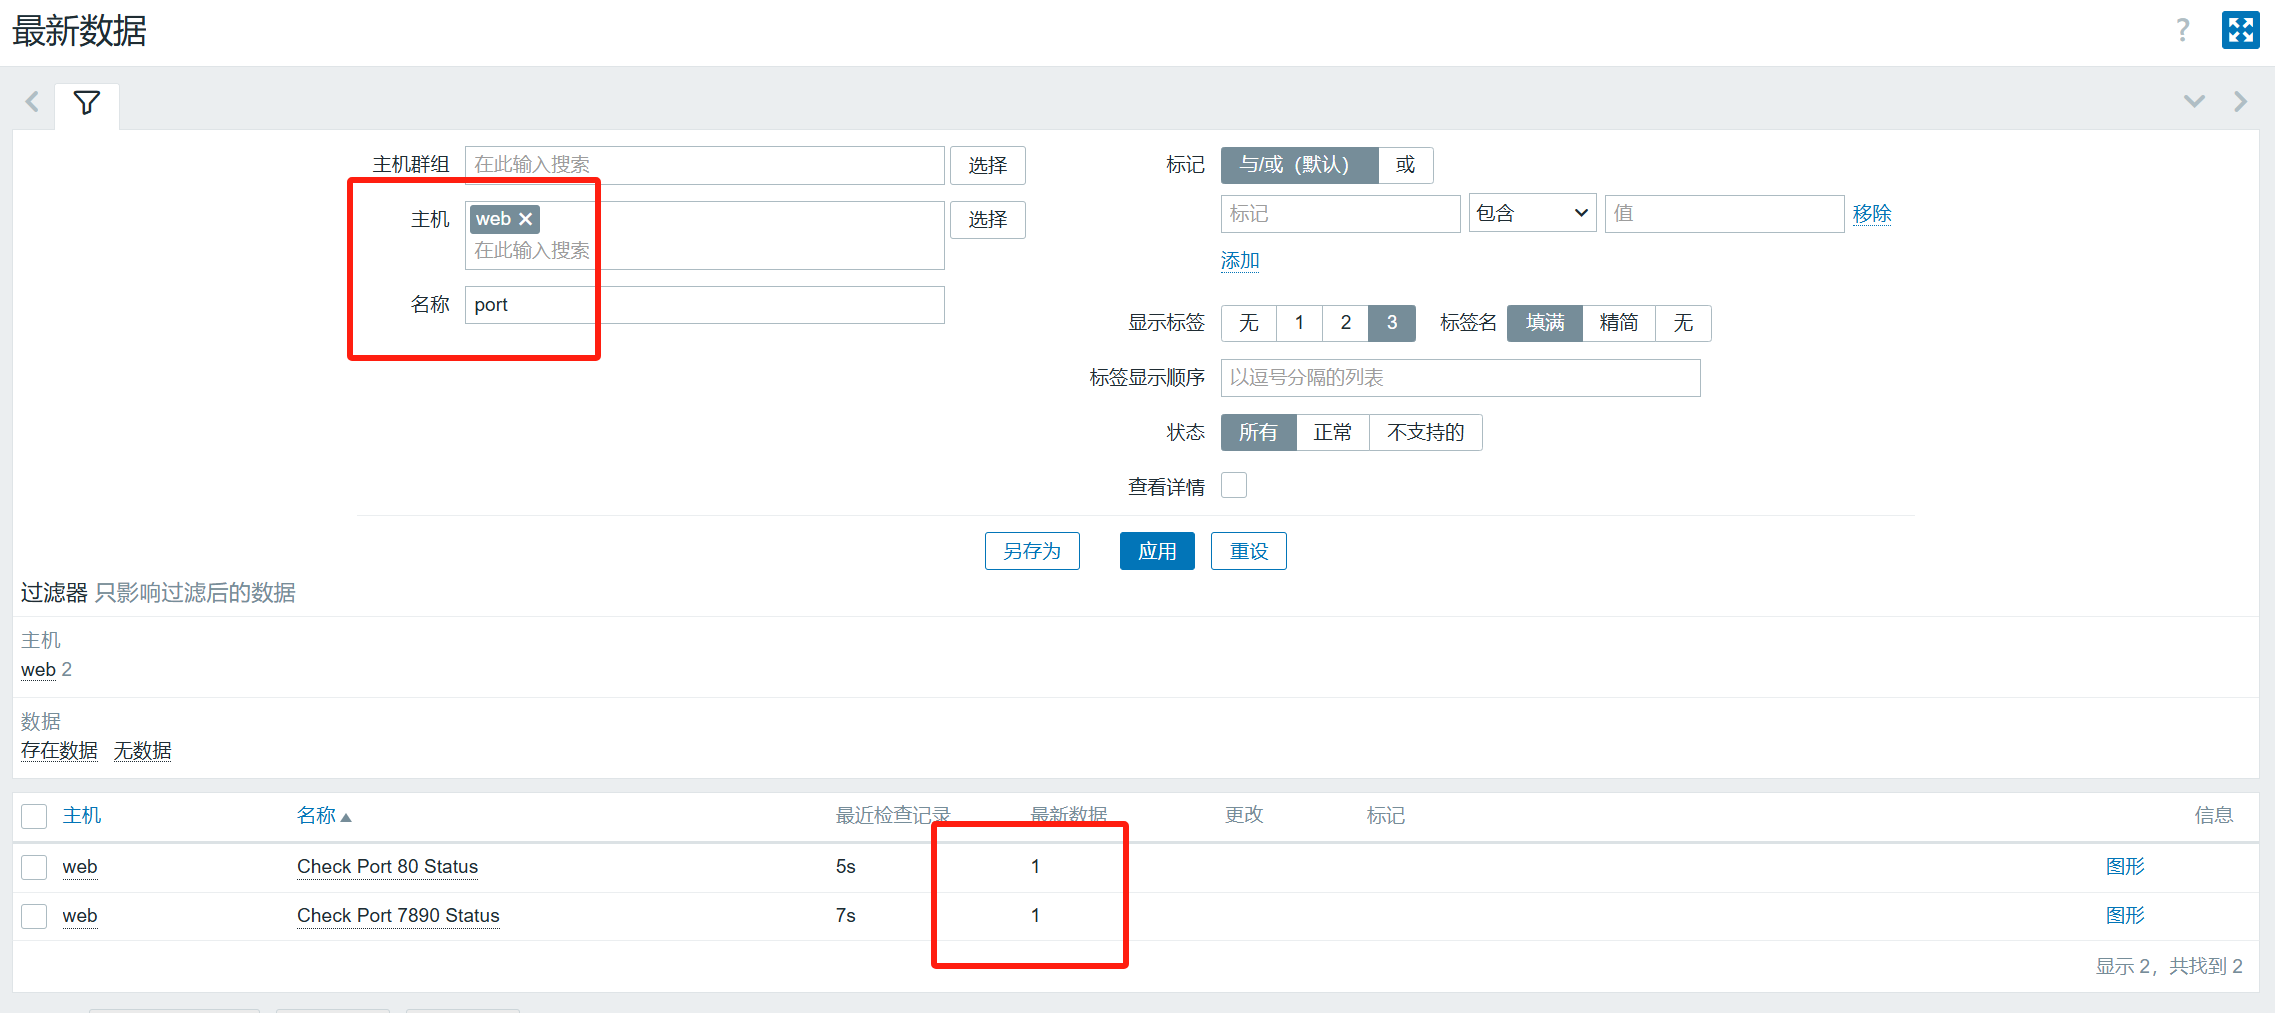 最新数据 ?
主机群组 在此输入搜索 选择 标记 与/或（默认） 或
主机 web 选择 标记 包含 值 移除
在此输入搜索
添加
名称 port
显示标签 无 1 2 3 标签名 填满 精简 无
标签显示顺序 以逗号分隔的列表
状态 所有 正常 不支持的
查看详情
另存为 应用 重设
过滤器 只影响过滤后的数据
主机
web 2
数据
存在数据 无数据
主机 名称 最近检查记录 最新数据 更改 标记 信息
web Check Port 80 Status 5s 1 图形
web Check Port 7890 Status 7s 1 图形
显示 2，共找到 2